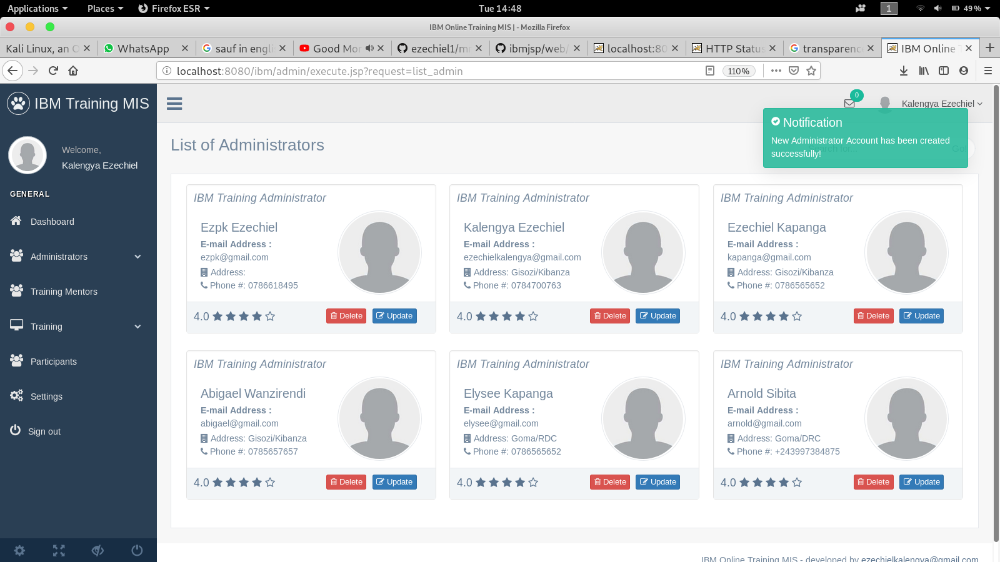 Applications Places Firefox ESR Tue 14:48 1 49 %
IBM Online Training MIS | - Mozilla Firefox
Kali Linux, an WhatsApp sauf in engli Good Mor ezechiel1/mr ibmjsp/web/ localhost:80 HTTP Status transparenc IBM Online
localhost:8080/ibm/admin/execute.jsp?request=list_admin 110%
IBM Training MIS
0
Kalengya Ezechiel
Welcome,
Kalengya Ezechiel
Notification
New Administrator Account has been created
successfully!
List of Administrators
Search for...
GENERAL
Dashboard
Administrators
Training Mentors
Training
Participants
Settings
Sign out
IBM Training Administrator
Ezpk Ezechiel
E-mail Address :
ezpk@gmail.com
Address:
Phone #: 0786618495
4.0 Delete Update
IBM Training Administrator
Kalengya Ezechiel
E-mail Address :
ezechielkalengya@gmail.com
Address: Gisozi/Kibanza
Phone #: 0784700763
4.0 Delete Update
IBM Training Administrator
Ezechiel Kapanga
E-mail Address :
kapanga@gmail.com
Address: Gisozi/Kibanza
Phone #: 0786565652
4.0 Delete Update
IBM Training Administrator
Abigael Wanzirendi
E-mail Address :
abigael@gmail.com
Address: Gisozi/Kibanza
Phone #: 0785657657
4.0 Delete Update
IBM Training Administrator
Elysee Kapanga
E-mail Address :
elysee@gmail.com
Address: Goma/RDC
Phone #: 0786565652
4.0 Delete Update
IBM Training Administrator
Arnold Sibita
E-mail Address :
arnold@gmail.com
Address: Goma/DRC
Phone #: +243997384875
4.0 Delete Update
IBM Online Training MIS - developed by ezechielkalengya@gmail.com